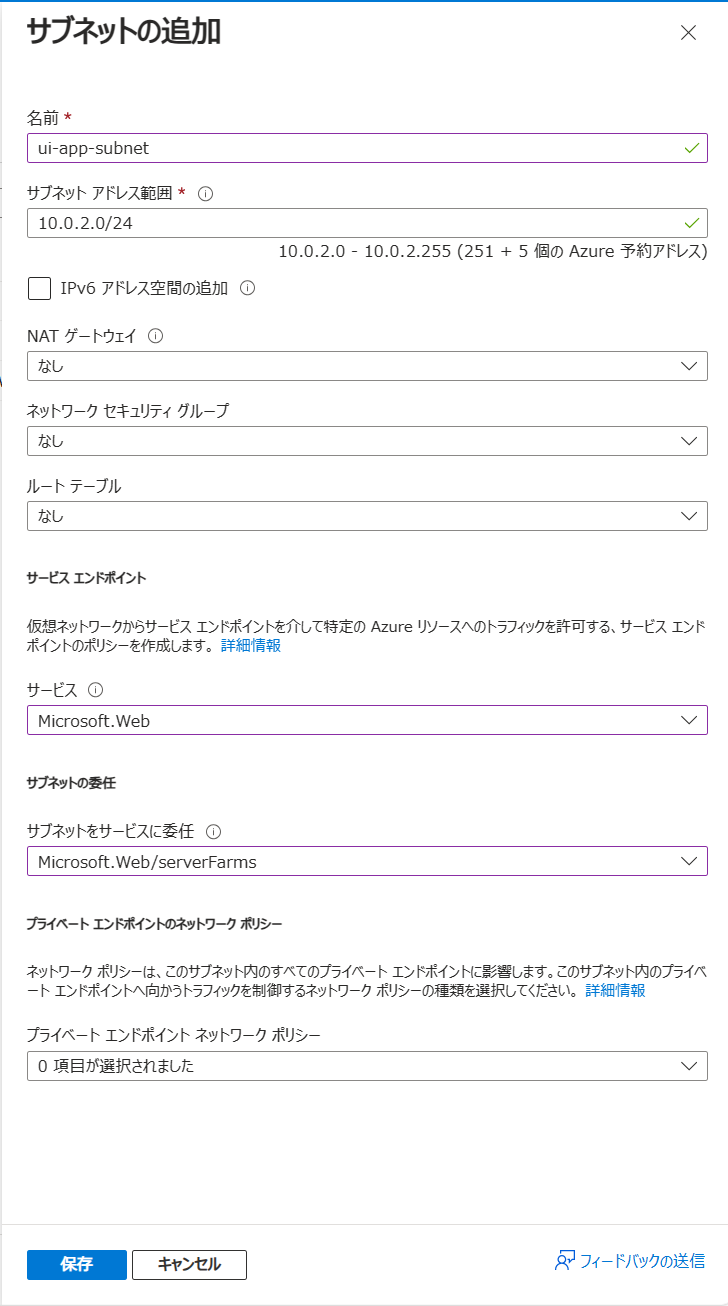 サブネットの追加
名前 *
ui-app-subnet
サブネット アドレス範囲 *
10.0.2.0/24
10.0.2.0 - 10.0.2.255 (251 + 5 個の Azure 予約アドレス)
IPv6 アドレス空間の追加
NAT ゲートウェイ
なし
ネットワーク セキュリティ グループ
なし
ルート テーブル
なし
サービス エンドポイント
仮想ネットワークからサービス エンドポイントを介して特定の Azure リソースへのトラフィックを許可する、サービス エンド
ポイントのポリシーを作成します。 詳細情報
サービス
Microsoft.Web
サブネットの委任
サブネットをサービスに委任
Microsoft.Web/serverFarms
プライベート エンドポイントのネットワーク ポリシー
ネットワーク ポリシーは、このサブネット内のすべてのプライベート エンドポイントに影響します。このサブネット内のプライベ
ート エンドポイントへ向かうトラフィックを制御するネットワーク ポリシーの種類を選択してください。 詳細情報
プライベート エンドポイント ネットワーク ポリシー
0 項目が選択されました
保存 キャンセル フィードバックの送信